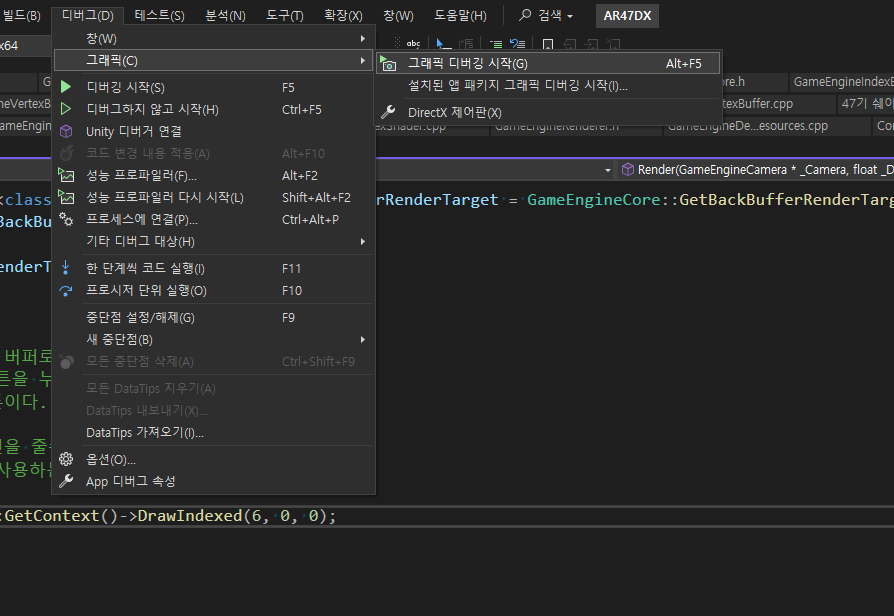 빌드(B) 디버그(D) 테스트(S) 분석(N) 도구(T) 확장(X) 창(W) 도움말(H) 검색 AR47DX
x64
창(W)
그래픽(C)
그래픽 디버깅 시작(G) Alt+F5
설치된 앱 패키지 그래픽 디버깅 시작(I)...
DirectX 제어판(X)
디버깅 시작(S) F5
디버그하지 않고 시작(H) Ctrl+F5
Unity 디버거 연결
코드 변경 내용 적용(A) Alt+F10
성능 프로파일러(F)... Alt+F2
성능 프로파일러 다시 시작(L) Shift+Alt+F2
프로세스에 연결(P)... Ctrl+Alt+P
기타 디버그 대상(H)
한 단계씩 코드 실행(I) F11
프로시저 단위 실행(O) F10
중단점 설정/해제(G) F9
새 중단점(B)
모든 중단점 삭제(A) Ctrl+Shift+F9
모든 DataTips 지우기(A)
DataTips 내보내기(X)...
DataTips 가져오기(I)...
옵션(O)...
App 디버그 속성
re.h GameEngineIndexB
eVertexB texBuffer.cpp 47기 쉐이
ameEngin exShader.cpp GameEngineRenderer.h GameEngineDe...esources.cpp Cor
Render(GameEngineCamera * _Camera, float _D
<class rRenderTarget = GameEngineCore::GetBackBufferRenderTarg
BackBu
enderT
버퍼로
튼을 누
이다.
을 줄
사용하는
:GetContext()->DrawIndexed(6, 0, 0);